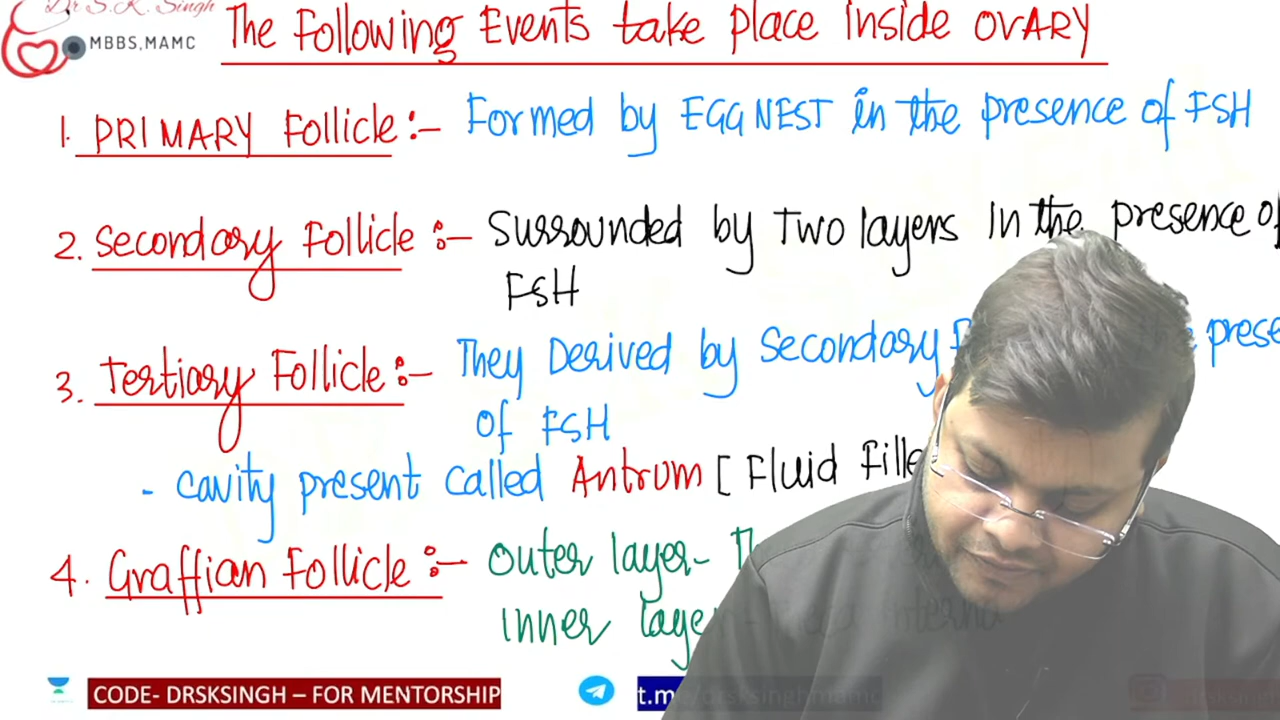 Dr S.K. Singh
MBBS,MAMC
The Following Events take place inside OVARY
1. PRIMARY Follicle :- Formed by EGG NEST in the presence of FSH
2. Secondary Follicle :- Surrounded by Two layers In the presence of
FSH
3. Tertiary Follicle :- They Derived by Secondary
of FSH
- Cavity present called Antrum [ Fluid
4. Graffian Follicle :- Outer layer-
inner
CODE- DRSKSINGH – FOR MENTORSHIP
t.me/drsksinghmamc
drsksingh